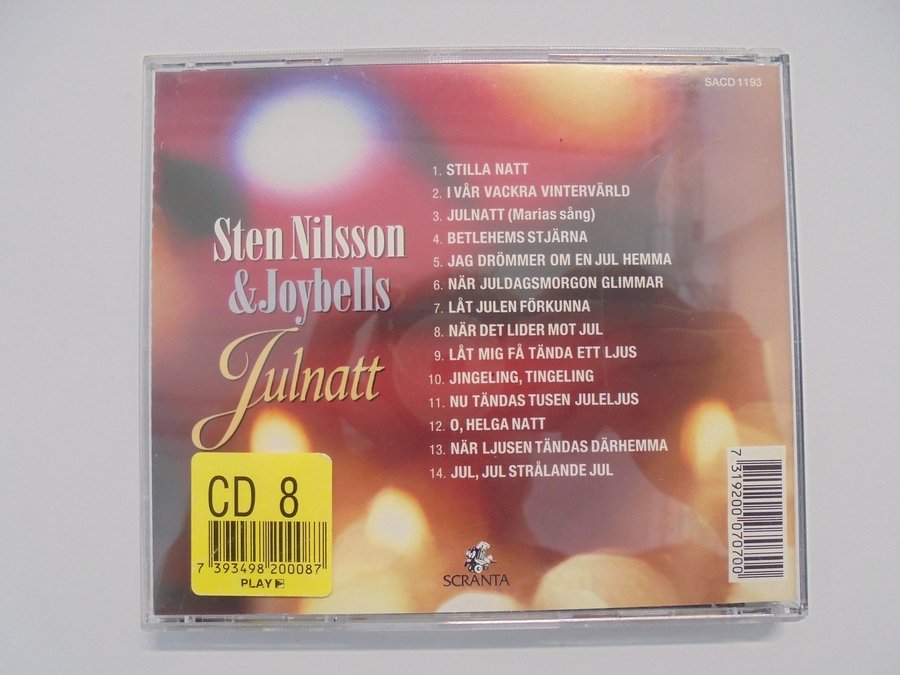 SACD 1193
Sten Nilsson
& Joybells
Julnatt
1. STILLA NATT
2. I VÅR VACKRA VINTERVÄRLD
3. JULNATT (Marias sång)
4. BETLEHEMS STJÄRNA
5. JAG DRÖMMER OM EN JUL HEMMA
6. NÄR JULDAGSMORGON GLIMMAR
7. LÅT JULEN FÖRKUNNA
8. NÄR DET LIDER MOT JUL
9. LÅT MIG FÅ TÄNDA ETT LJUS
10. JINGELING, TINGELING
11. NU TÄNDAS TUSEN JULELJUS
12. O, HELGA NATT
13. NÄR LJUSEN TÄNDAS DÄRHEMMA
14. JUL, JUL STRÅLANDE JUL
CD 8
7 393498 200087
PLAY
SCRANTA
7 319200 070700